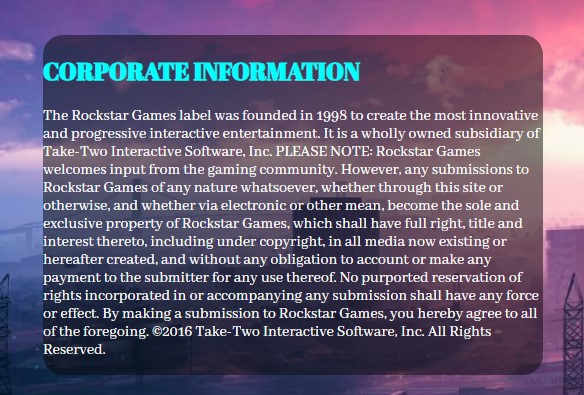 CORPORATE INFORMATION
The Rockstar Games label was founded in 1998 to create the most innovative
and progressive interactive entertainment. It is a wholly owned subsidiary of
Take-Two Interactive Software, Inc. PLEASE NOTE: Rockstar Games
welcomes input from the gaming community. However, any submissions to
Rockstar Games of any nature whatsoever, whether through this site or
otherwise, and whether via electronic or other mean, become the sole and
exclusive property of Rockstar Games, which shall have full right, title and
interest thereto, including under copyright, in all media now existing or
hereafter created, and without any obligation to account or make any
payment to the submitter for any use thereof. No purported reservation of
rights incorporated in or accompanying any submission shall have any force
or effect. By making a submission to Rockstar Games, you hereby agree to all
of the foregoing. ©2016 Take-Two Interactive Software, Inc. All Rights
Reserved.